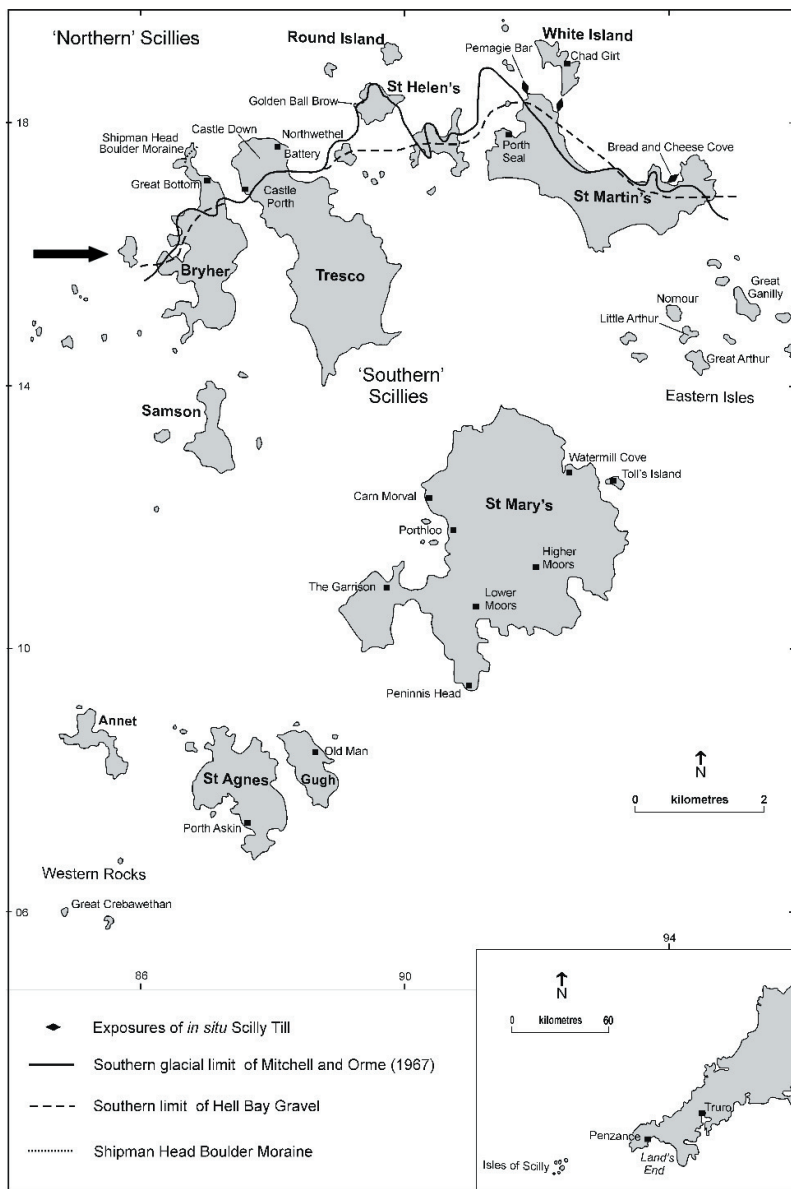 'Northern' Scillies
Round Island
White Island
Pernagie Bar
Chad Girt
St Helen's
Golden Ball Brow
18
Castle Down
Northwethel
Shipman Head
Boulder Moraine
Battery
Porth
Seal
Bread and Cheese Cove
Great Bottom
Castle
Porth
St Martin's
Bryher
Tresco
Great
Ganilly
Nornour
Little Arthur
Great Arthur
14
'Southern'
Scillies
Eastern Isles
Samson
Watermill Cove
Toll's Island
Carn Morval
St Mary's
Porthloo
Higher
Moors
The Garrison
Lower
Moors
10
Peninnis Head
Annet
Old Man
St Agnes
Gugh
N
0 kilometres 2
Porth Askin
Western Rocks
Great Crebawethan
06
94
86
90
N
0 kilometres 60
Truro
Penzance
Land's
End
Isles of Scilly
Exposures of in situ Scilly Till
Southern glacial limit of Mitchell and Orme (1967)
Southern limit of Hell Bay Gravel
Shipman Head Boulder Moraine